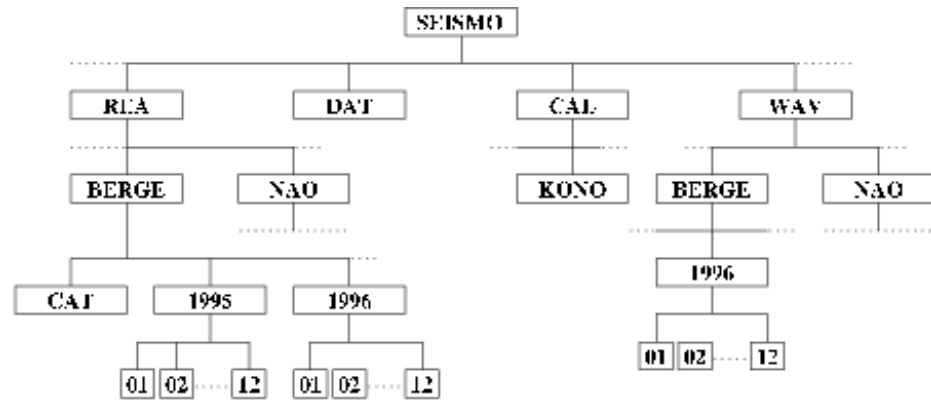 SEISMO
REA DAT CAL WAV
BERGE NAO KONO BERGE NAO
1996
CAT 1995 1996
01 02 12
01 02 12 01 02 12